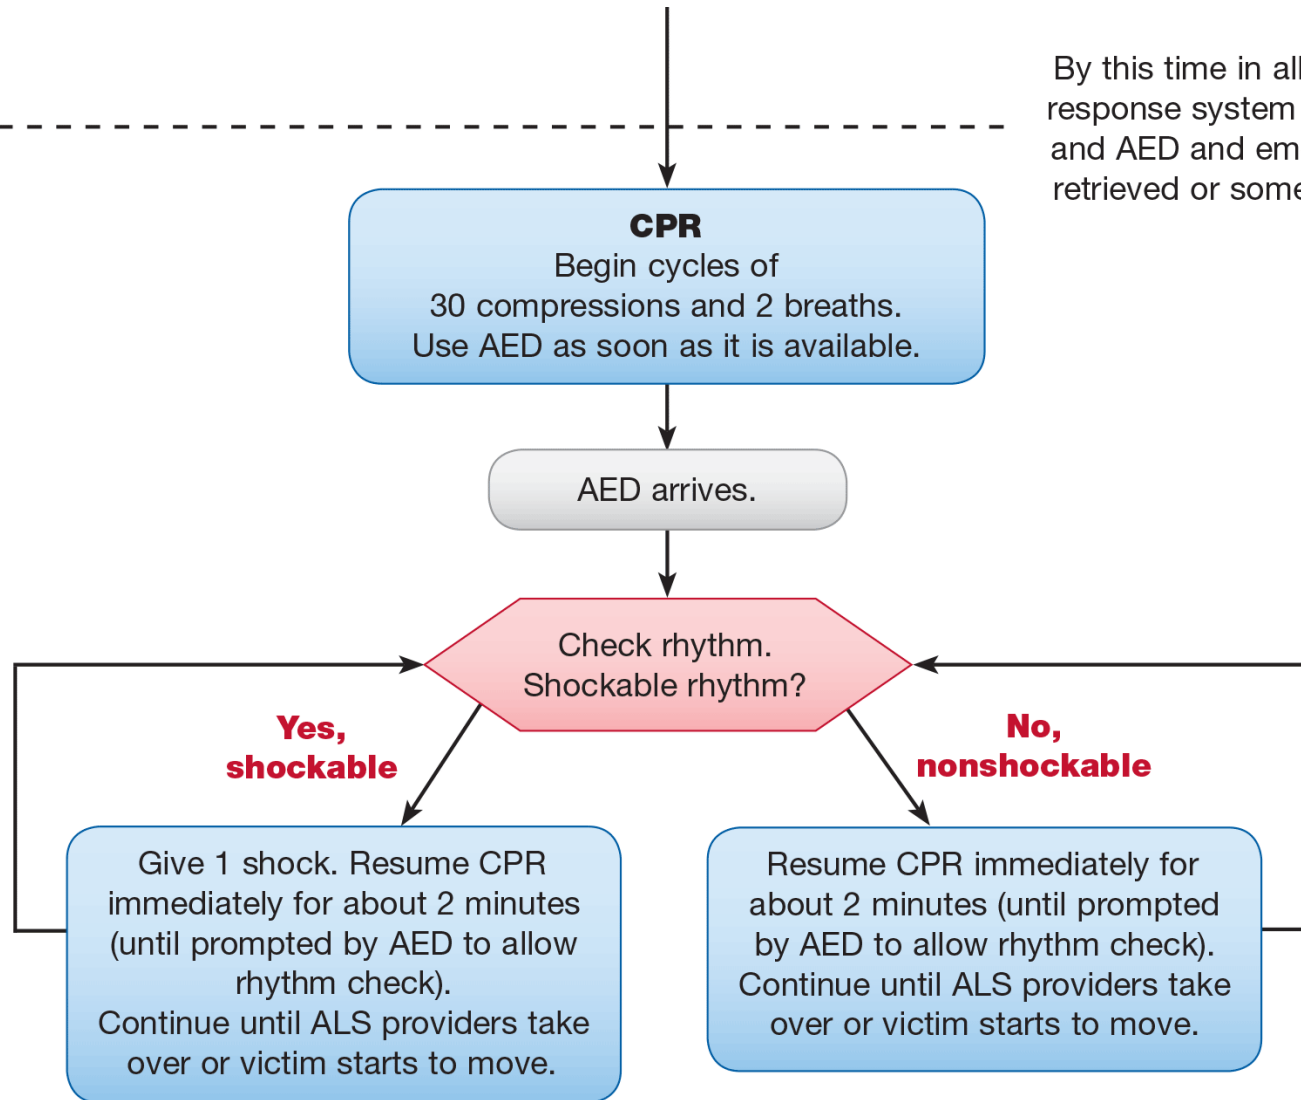 By this time in all
response system
and AED and em
retrieved or some
CPR
Begin cycles of
30 compressions and 2 breaths.
Use AED as soon as it is available.
AED arrives.
Check rhythm.
Shockable rhythm?
Yes,
shockable
No,
nonshockable
Give 1 shock. Resume CPR
immediately for about 2 minutes
(until prompted by AED to allow
rhythm check).
Continue until ALS providers take
over or victim starts to move.
Resume CPR immediately for
about 2 minutes (until prompted
by AED to allow rhythm check).
Continue until ALS providers take
over or victim starts to move.